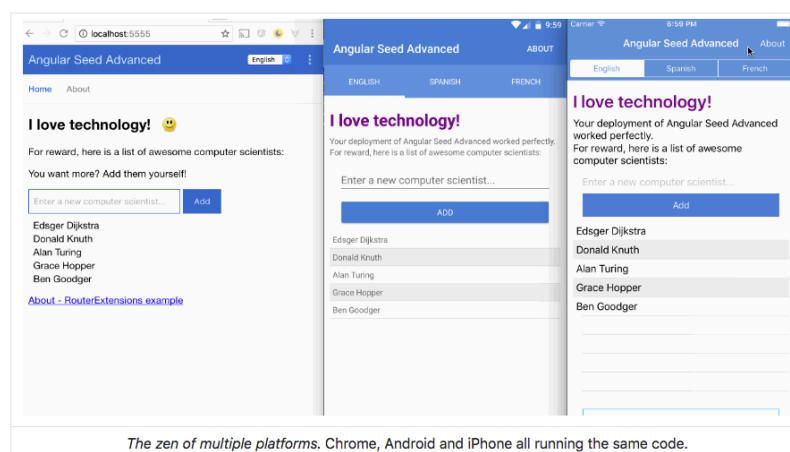 localhost:5555
Angular Seed Advanced
English
Home About
I love technology!
For reward, here is a list of awesome computer scientists:
You want more? Add them yourself!
Enter a new computer scientist...
Add
Edsger Dijkstra
Donald Knuth
Alan Turing
Grace Hopper
Ben Goodger
About - RouterExtensions example
9:59
Angular Seed Advanced ABOUT
ENGLISH SPANISH FRENCH
I love technology!
Your deployment of Angular Seed Advanced worked perfectly.
For reward, here is a list of awesome computer scientists:
Enter a new computer scientist...
ADD
Edsger Dijkstra
Donald Knuth
Alan Turing
Grace Hopper
Ben Goodger
Carrier 6:59 PM
Angular Seed Advanced About
English Spanish French
I love technology!
Your deployment of Angular Seed Advanced
worked perfectly.
For reward, here is a list of awesome
computer scientists:
Enter a new computer scientist...
Add
Edsger Dijkstra
Donald Knuth
Alan Turing
Grace Hopper
Ben Goodger
The zen of multiple platforms. Chrome, Android and iPhone all running the same code.